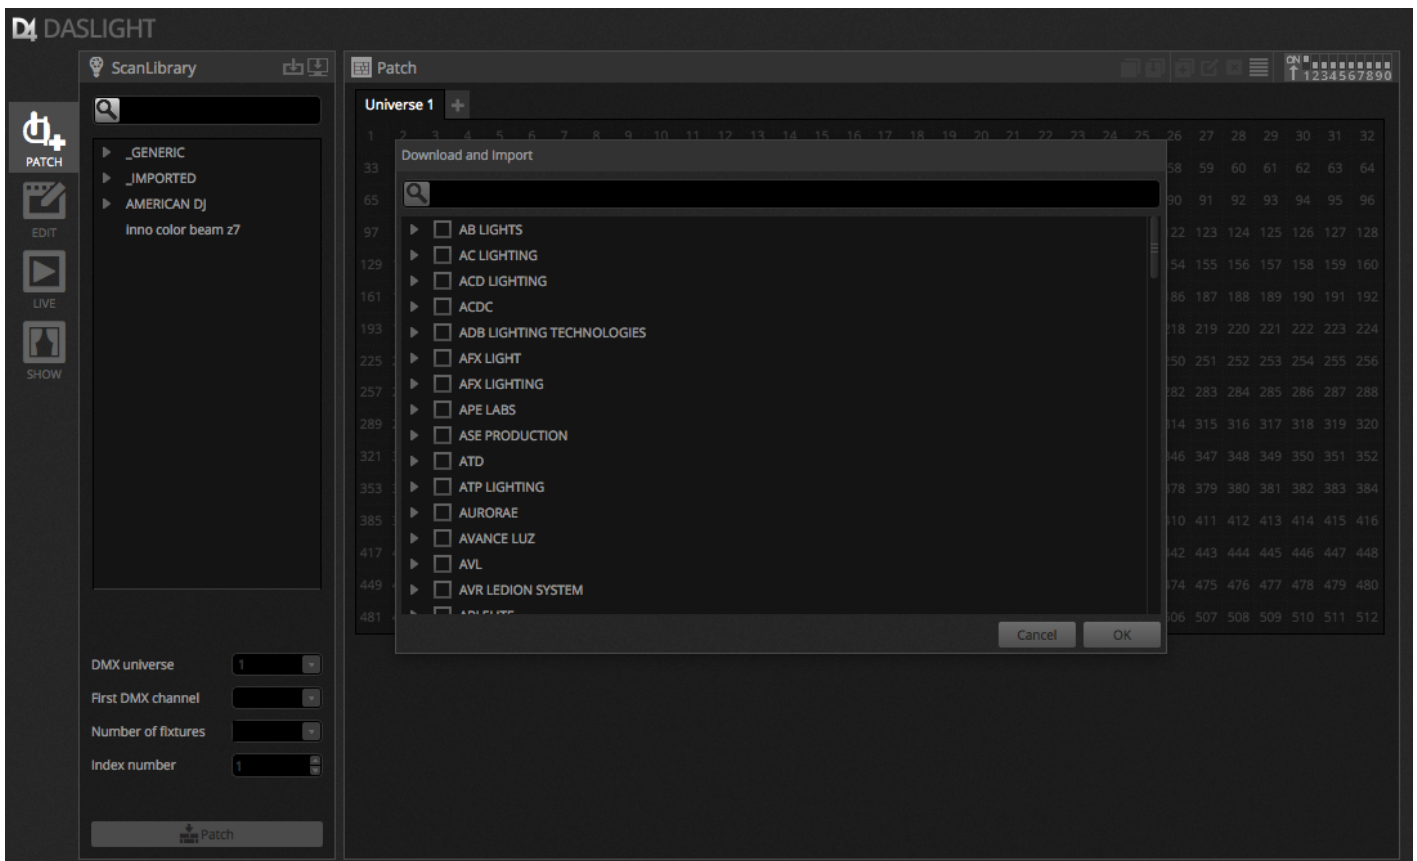 D4 DASLIGHT
ScanLibrary
Patch
ON
1234567890
Universe 1 +
PATCH
EDIT
LIVE
SHOW
_GENERIC
_IMPORTED
AMERICAN DJ
inno color beam z7
1 2 3 4 5 6 7 8 9 10 11 12 13 14 15 16 17 18 19 20 21 22 23 24 25 26 27 28 29 30 31 32
33 58 59 60 61 62 63 64
65 90 91 92 93 94 95 96
97 22 123 124 125 126 127 128
129 54 155 156 157 158 159 160
161 86 187 188 189 190 191 192
193 18 219 220 221 222 223 224
225 250 251 252 253 254 255 256
257 282 283 284 285 286 287 288
289 314 315 316 317 318 319 320
321 346 347 348 349 350 351 352
353 378 379 380 381 382 383 384
385 410 411 412 413 414 415 416
417 442 443 444 445 446 447 448
449 474 475 476 477 478 479 480
481 506 507 508 509 510 511 512
Download and Import
AB LIGHTS
AC LIGHTING
ACD LIGHTING
ACDC
ADB LIGHTING TECHNOLOGIES
AFX LIGHT
AFX LIGHTING
APE LABS
ASE PRODUCTION
ATD
ATP LIGHTING
AURORAE
AVANCE LUZ
AVL
AVR LEDION SYSTEM
Cancel
OK
DMX universe 1
First DMX channel
Number of fixtures
Index number 1
Patch